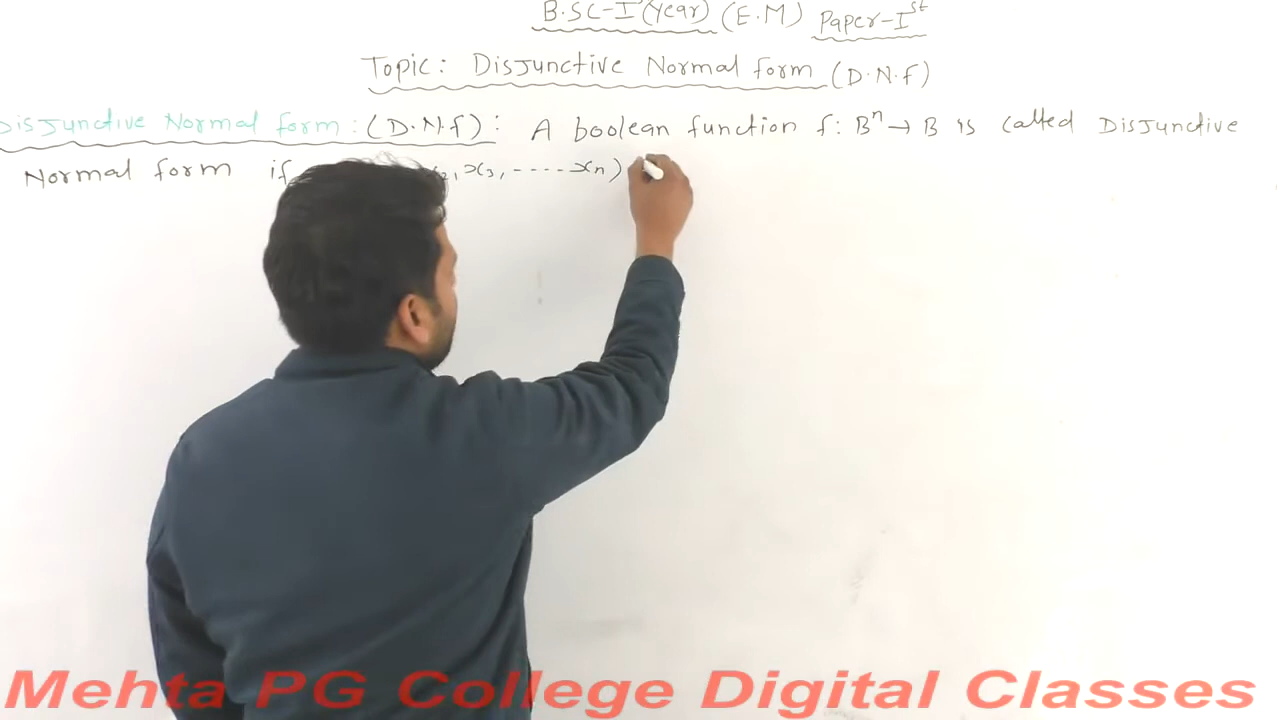 B.SC-I (Year) (E.M) Paper-Ist
Topic: Disjunctive Normal form (D.N.f)
Disjunctive Normal form: (D.N.f): A boolean function f: Bⁿ → B is called Disjunctive
Normal form if x₃, ---- xₙ)
Mehta PG College Digital Classes